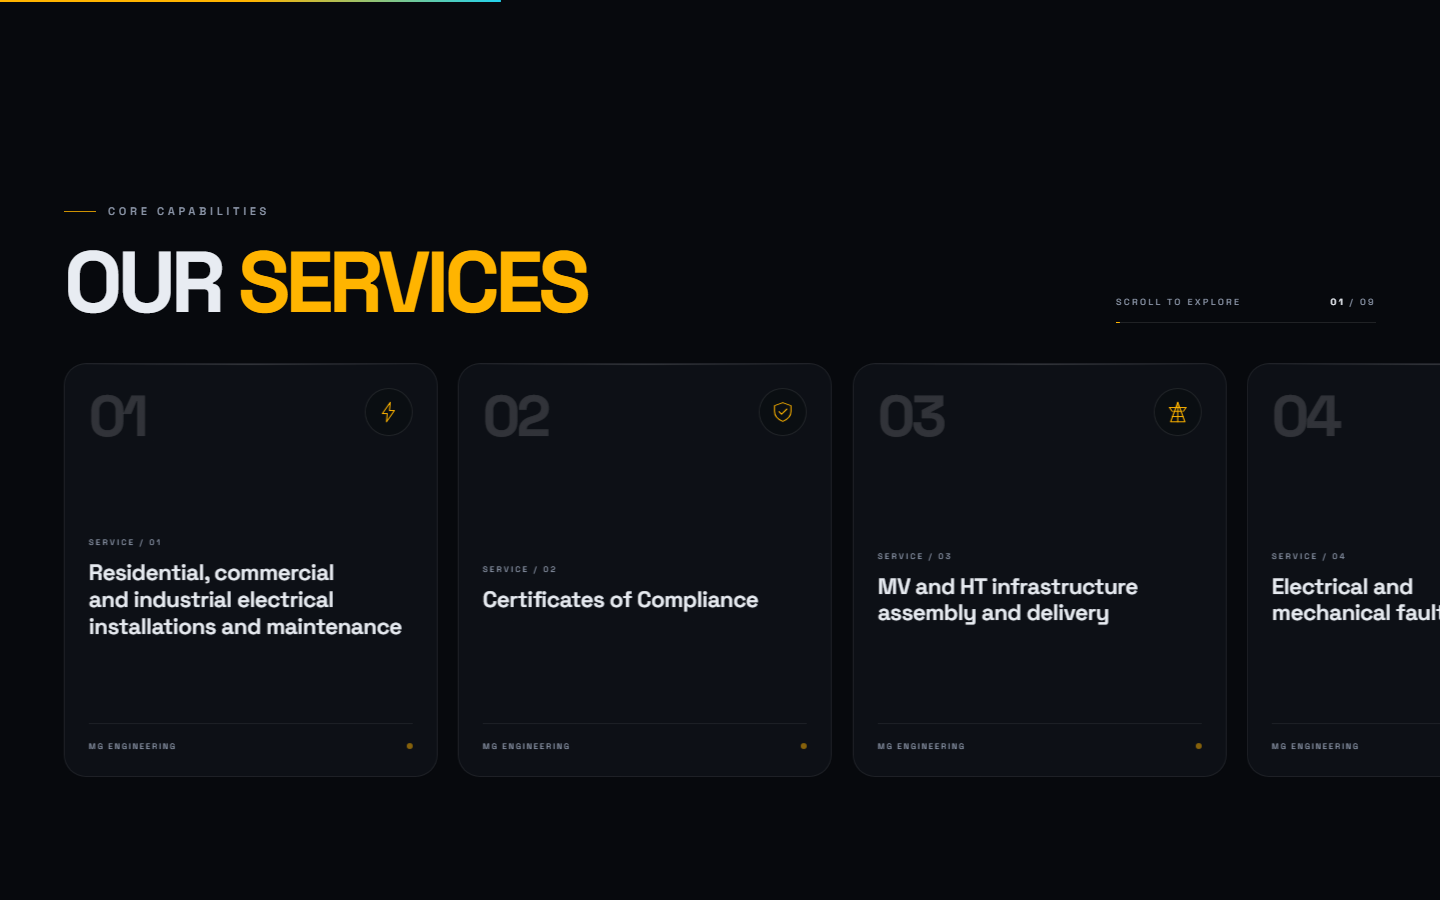 CORE CAPABILITIES
OUR SERVICES
SCROLL TO EXPLORE 01 / 09
01
SERVICE / 01
Residential, commercial
and industrial electrical
installations and maintenance
MG ENGINEERING
02
SERVICE / 02
Certificates of Compliance
MG ENGINEERING
03
SERVICE / 03
MV and HT infrastructure
assembly and delivery
MG ENGINEERING
04
SERVICE / 04
Electrical and
mechanical fault
MG ENGINEERING